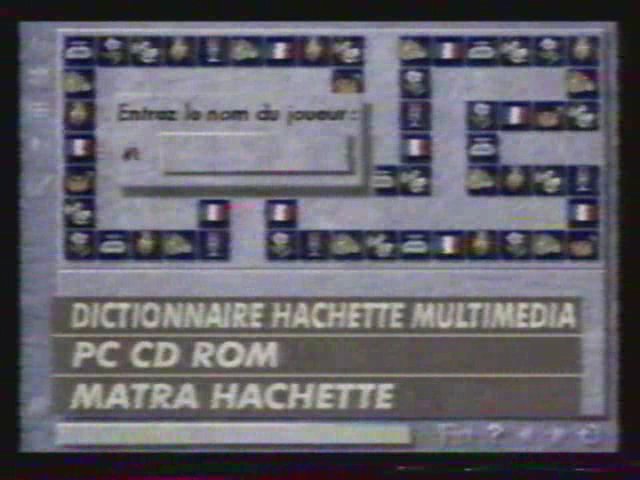 Entrez le nom du joueur :
DICTIONNAIRE HACHETTE MULTIMEDIA
PC CD ROM
MATRA HACHETTE